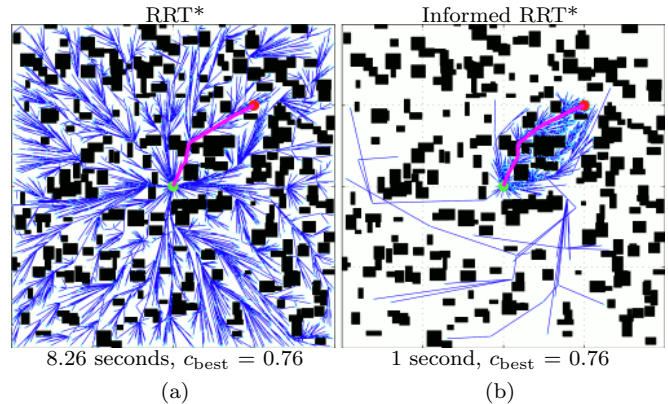 RRT*
Informed RRT*
8.26 seconds, c_best = 0.76
1 second, c_best = 0.76
(a)
(b)